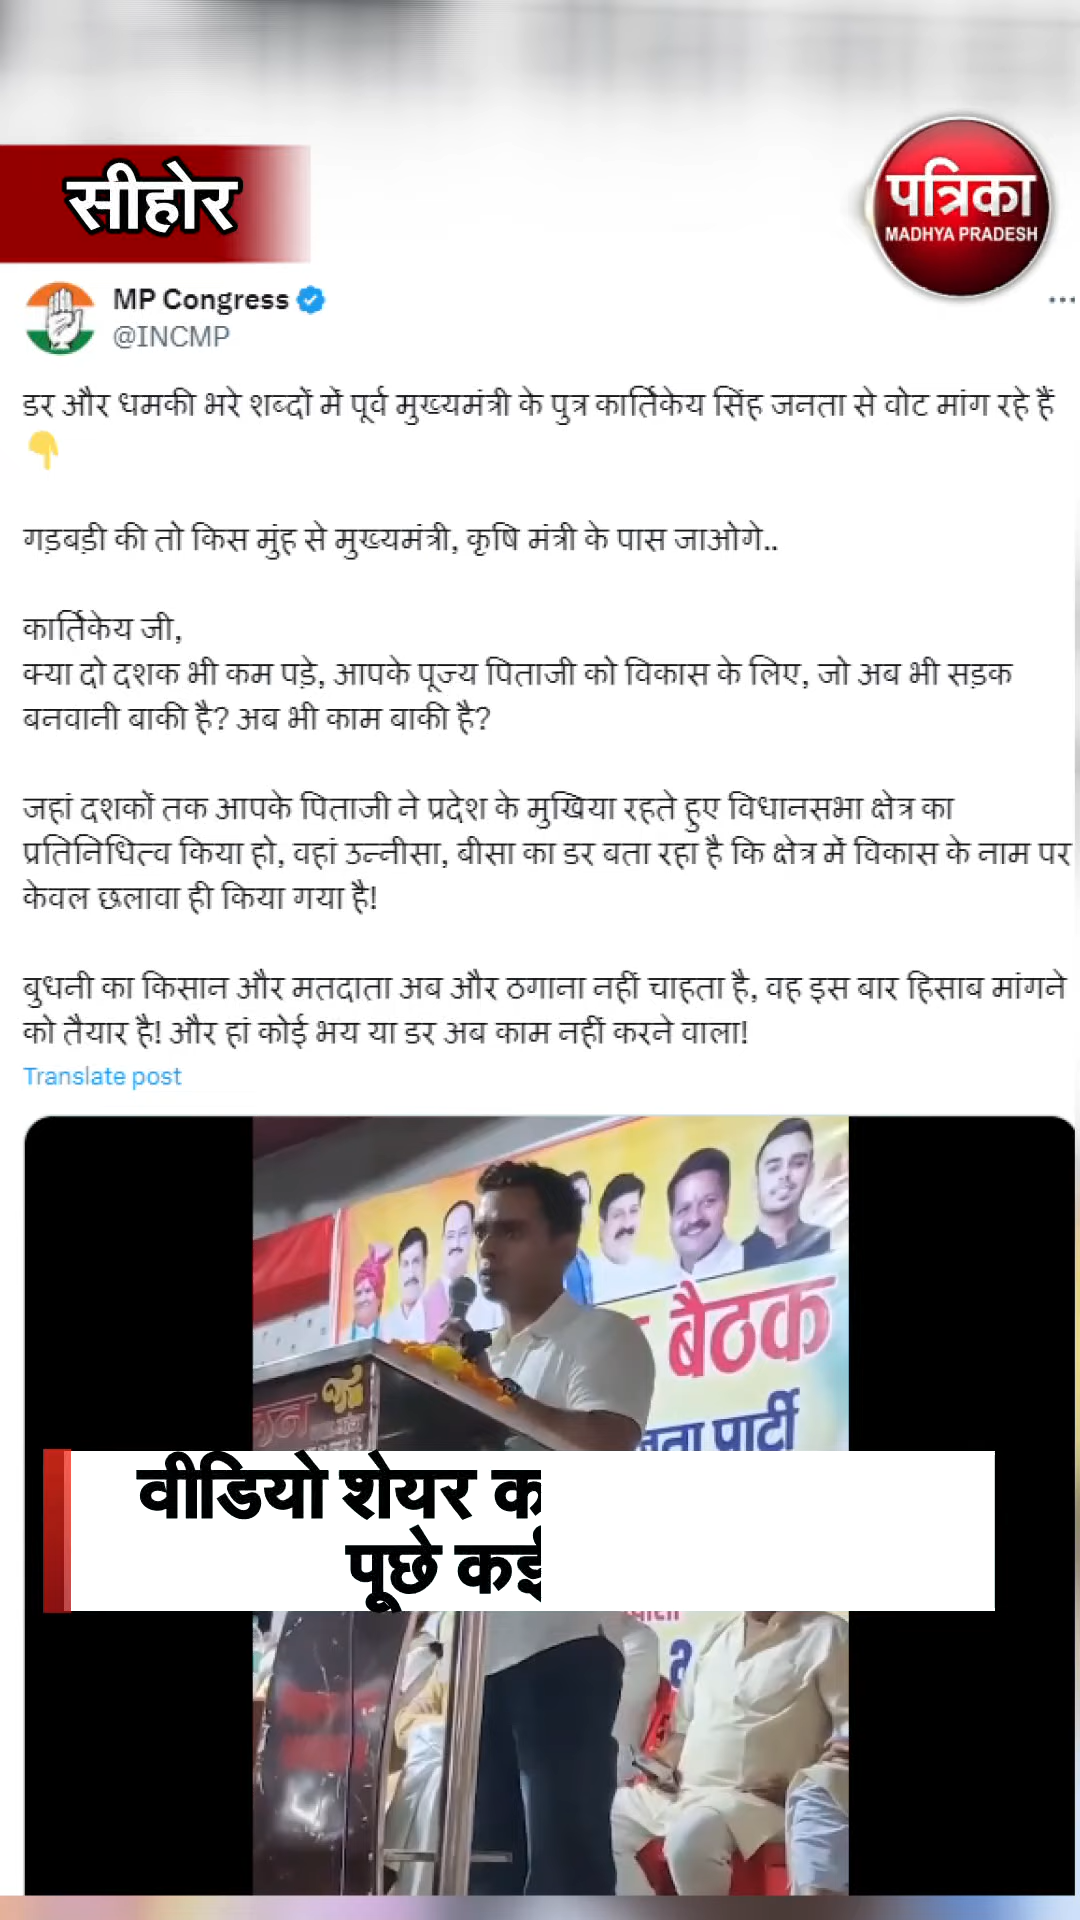 सीहोर
पत्रिका
MADHYA PRADESH
MP Congress
@INCMP
डर और धमकी भरे शब्दों में पूर्व मुख्यमंत्री के पुत्र कार्तिकेय सिंह जनता से वोट मांग रहे हैं
👇
गड़बड़ी की तो किस मुंह से मुख्यमंत्री, कृषि मंत्री के पास जाओगे..
कार्तिकेय जी,
क्या दो दशक भी कम पड़े, आपके पूज्य पिताजी को विकास के लिए, जो अब भी सड़क
बनवानी बाकी है? अब भी काम बाकी है?
जहां दशकों तक आपके पिताजी ने प्रदेश के मुखिया रहते हुए विधानसभा क्षेत्र का
प्रतिनिधित्व किया हो, वहां उन्नीसा, बीसा का डर बता रहा है कि क्षेत्र में विकास के नाम पर
केवल छलावा ही किया गया है!
बुधनी का किसान और मतदाता अब और ठगाना नहीं चाहता है, वह इस बार हिसाब मांगने
को तैयार है! और हां कोई भय या डर अब काम नहीं करने वाला!
Translate post
बैठक
पार्टी
वीडियो शेयर क
पूछे कई